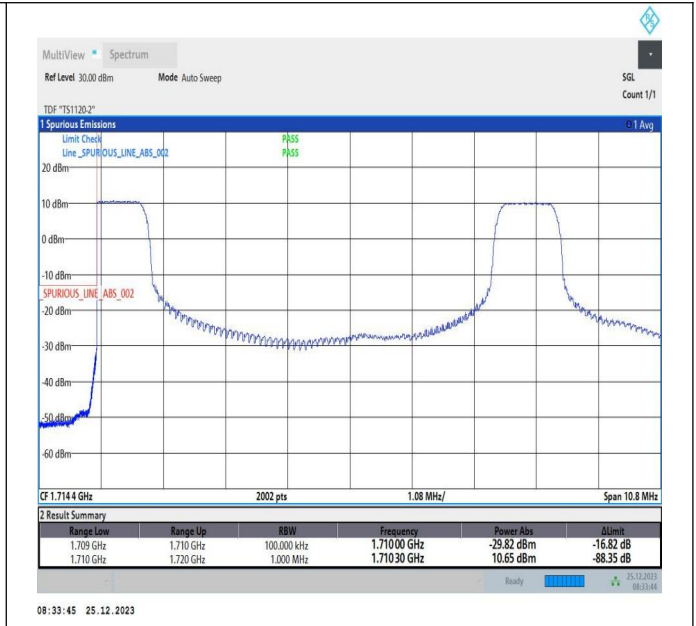 MultiView Spectrum
Ref Level 30.00 dBm Mode Auto Sweep SGL
Count 1/1
TDF "TS1120-2"
1 Spurious Emissions 1 Avg
Limit Check PASS
Line _SPURIOUS_LINE_ABS_002 PASS
20 dBm
10 dBm
0 dBm
-10 dBm
_SPURIOUS_LINE_ABS_002
-20 dBm
-30 dBm
-40 dBm
-50 dBm
-60 dBm
CF 1.714 4 GHz 2002 pts 1.08 MHz/ Span 10.8 MHz
2 Result Summary
Range Low Range Up RBW Frequency Power Abs ΔLimit
1.709 GHz 1.710 GHz 100.000 kHz 1.71000 GHz -29.82 dBm -16.82 dB
1.710 GHz 1.720 GHz 1.000 MHz 1.71030 GHz 10.65 dBm -88.35 dB
Ready 25.12.2023
08:33:44
08:33:45 25.12.2023